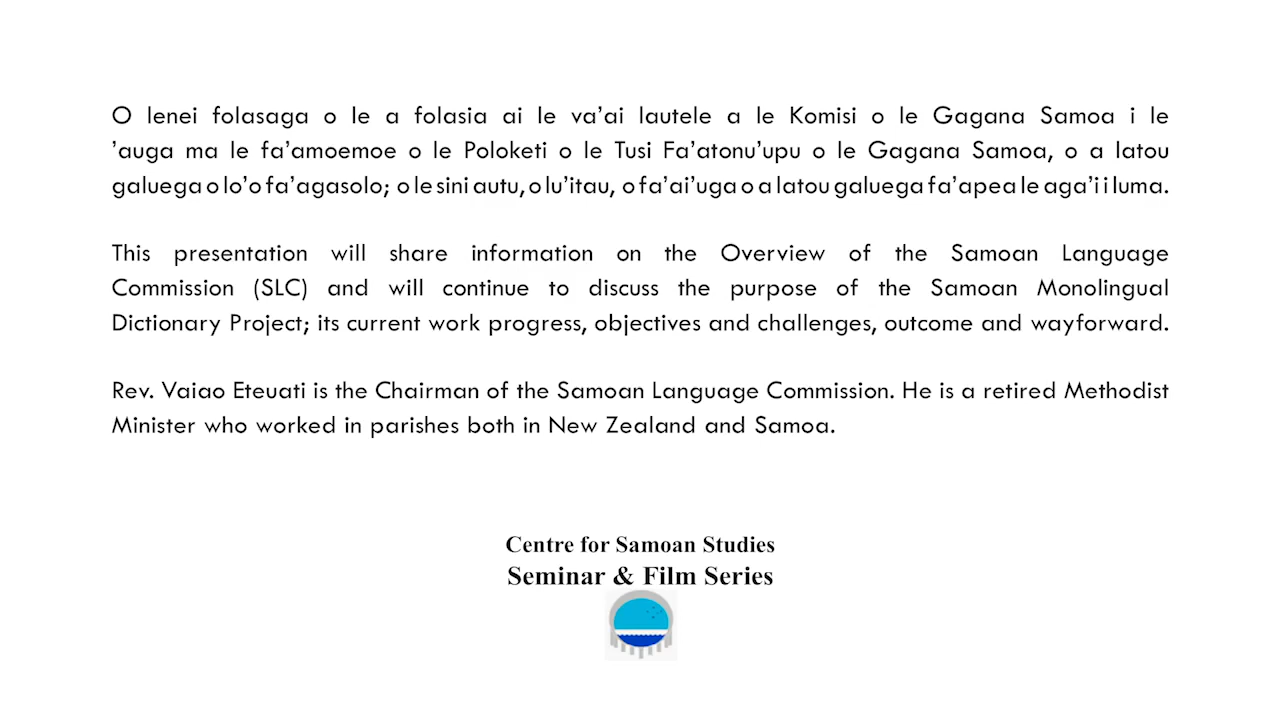 O lenei folasaga o le a folasia ai le va’ai lautele a le Komisi o le Gagana Samoa i le
’auga ma le fa’amoemoe o le Poloketi o le Tusi Fa’atonu’upu o le Gagana Samoa, o a latou
galuega o lo’o fa’agasolo; o le sini autu, o lu’itau, o fa’ai’uga o a latou galuega fa’apea le aga’i i luma.
This presentation will share information on the Overview of the Samoan Language
Commission (SLC) and will continue to discuss the purpose of the Samoan Monolingual
Dictionary Project; its current work progress, objectives and challenges, outcome and wayforward.
Rev. Vaiao Eteuati is the Chairman of the Samoan Language Commission. He is a retired Methodist
Minister who worked in parishes both in New Zealand and Samoa.
Centre for Samoan Studies
Seminar & Film Series